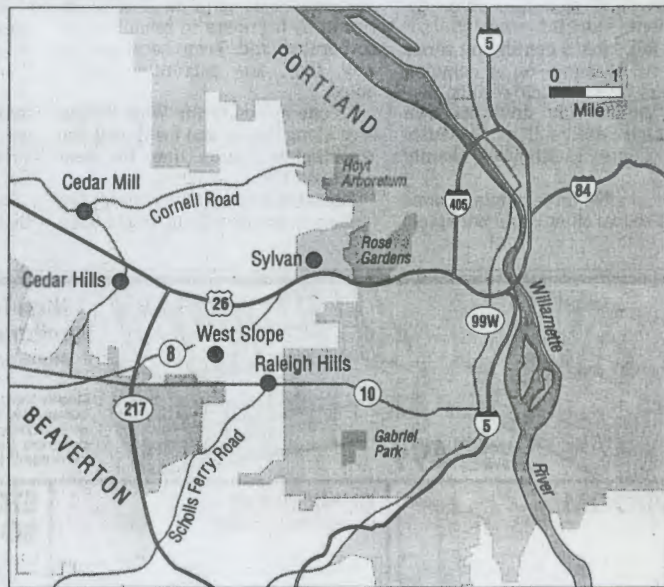 5
PORTLAND
0 1
Mile
Hoyt
Arboretum
84
Cedar Mill
Cornell Road
405
Rose
Gardens
Sylvan
Cedar Hills
26
Willamette
99W
West Slope
8
Raleigh Hills
10
217
BEAVERTON
Scholls Ferry Road
Gabriel
Park
5
River